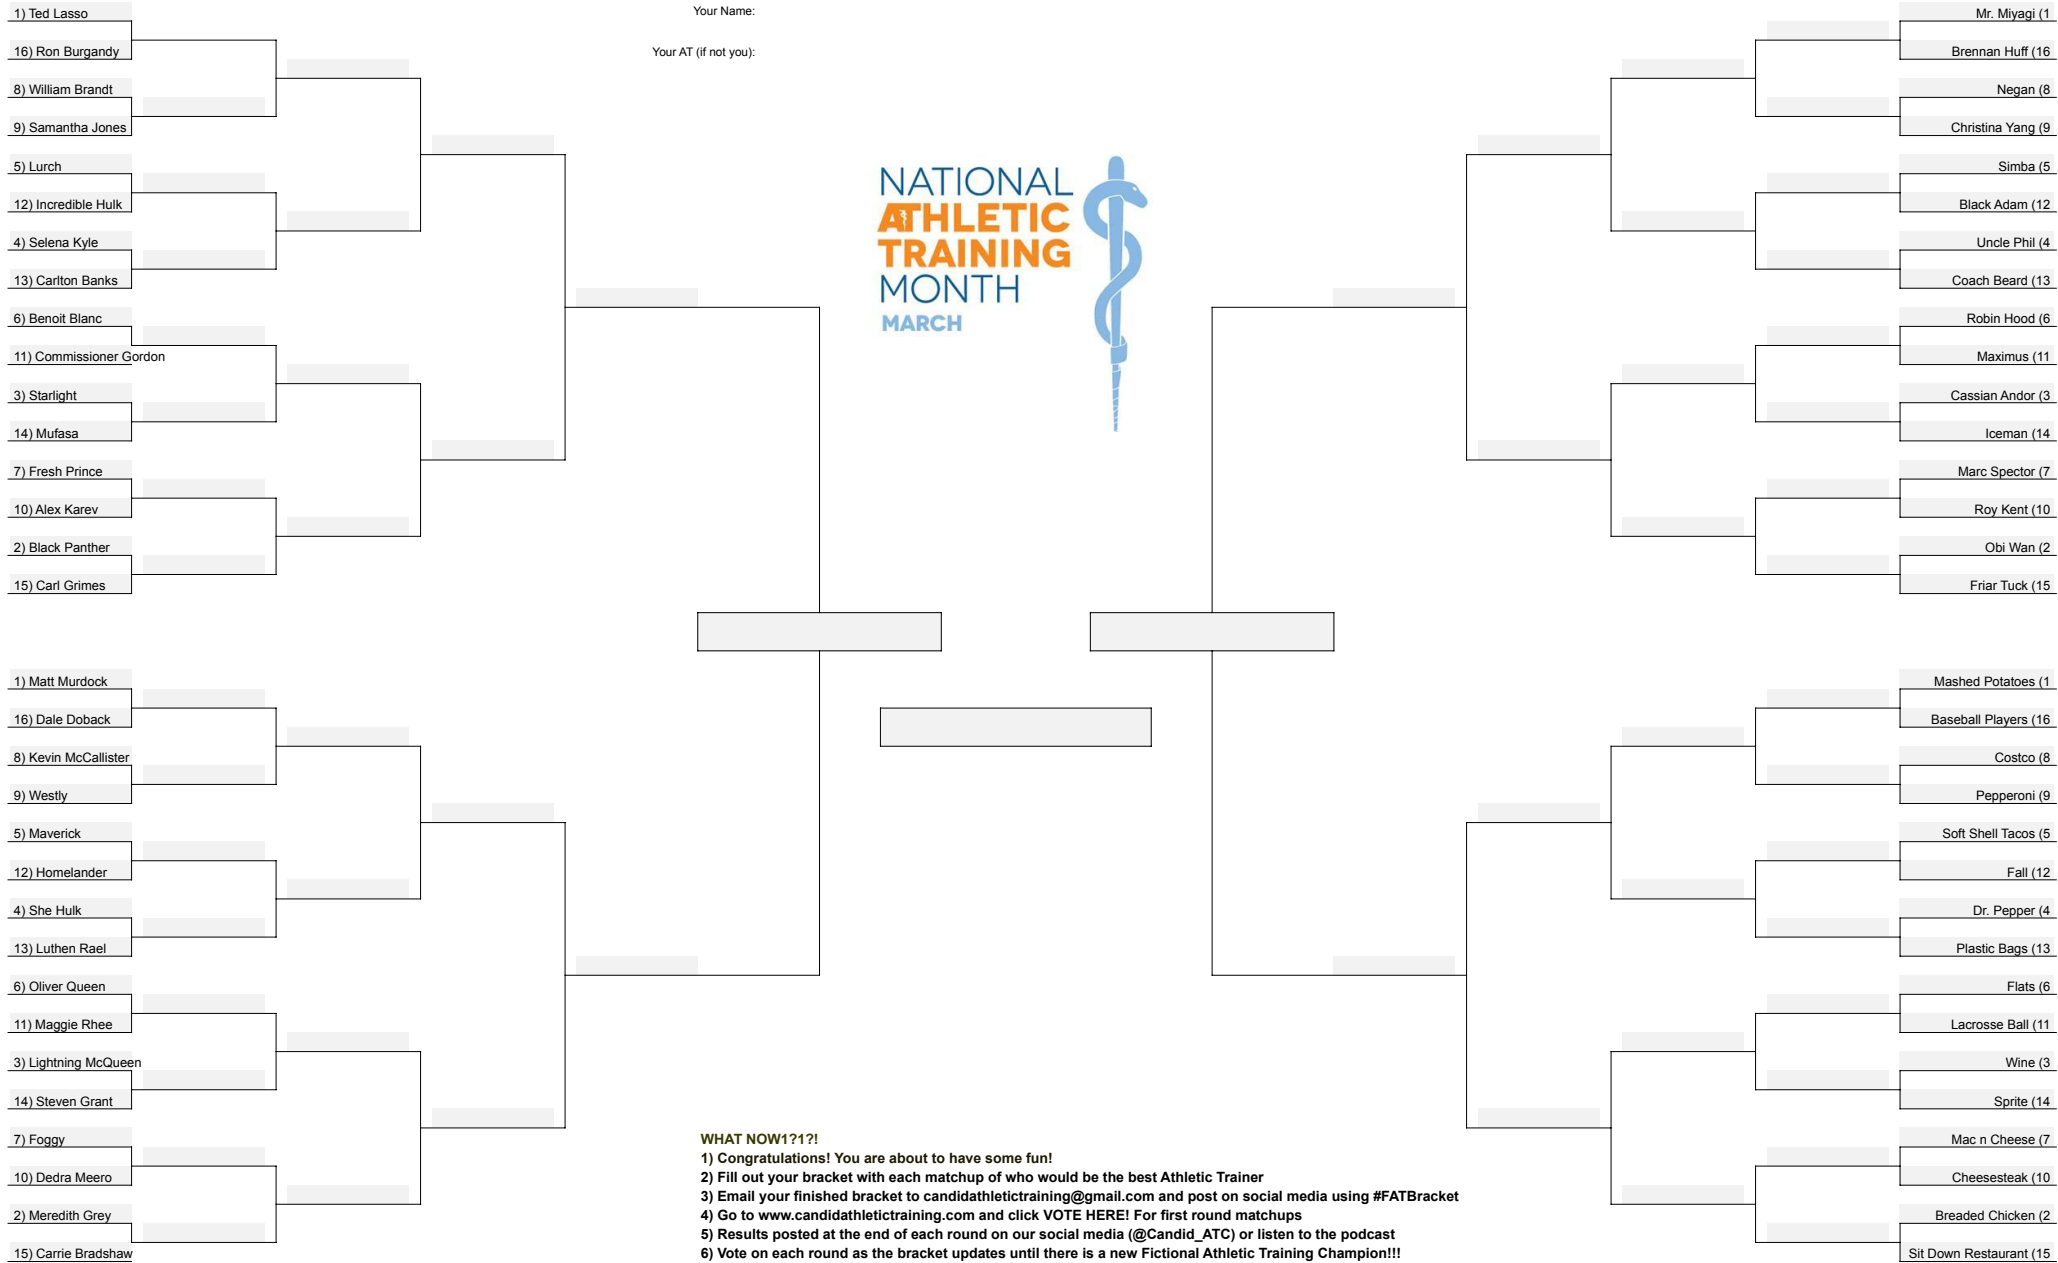 Your Name:
Your AT (if not you):
1) Ted Lasso
16) Ron Burgandy
8) William Brandt
9) Samantha Jones
5) Lurch
12) Incredible Hulk
4) Selena Kyle
13) Carlton Banks
6) Benoit Blanc
11) Commissioner Gordon
3) Starlight
14) Mufasa
7) Fresh Prince
10) Alex Karev
2) Black Panther
15) Carl Grimes
1) Matt Murdock
16) Dale Doback
8) Kevin McCallister
9) Westly
5) Maverick
12) Homelander
4) She Hulk
13) Luthen Rael
6) Oliver Queen
11) Maggie Rhee
3) Lightning McQueen
14) Steven Grant
7) Foggy
10) Dedra Meero
2) Meredith Grey
15) Carrie Bradshaw
NATIONAL
ATHLETIC
TRAINING
MONTH
MARCH
Mr. Miyagi (1
Brennan Huff (16
Negan (8
Christina Yang (9
Simba (5
Black Adam (12
Uncle Phil (4
Coach Beard (13
Robin Hood (6
Maximus (11
Cassian Andor (3
Iceman (14
Marc Spector (7
Roy Kent (10
Obi Wan (2
Friar Tuck (15
Mashed Potatoes (1
Baseball Players (16
Costco (8
Pepperoni (9
Soft Shell Tacos (5
Fall (12
Dr. Pepper (4
Plastic Bags (13
Flats (6
Lacrosse Ball (11
Wine (3
Sprite (14
Mac n Cheese (7
Cheesesteak (10
Breaded Chicken (2
Sit Down Restaurant (15
WHAT NOW1?1?!
1) Congratulations! You are about to have some fun!
2) Fill out your bracket with each matchup of who would be the best Athletic Trainer
3) Email your finished bracket to candidathletictraining@gmail.com and post on social media using #FATBracket
4) Go to www.candidathletictraining.com and click VOTE HERE! For first round matchups
5) Results posted at the end of each round on our social media (@Candid_ATC) or listen to the podcast
6) Vote on each round as the bracket updates until there is a new Fictional Athletic Training Champion!!!